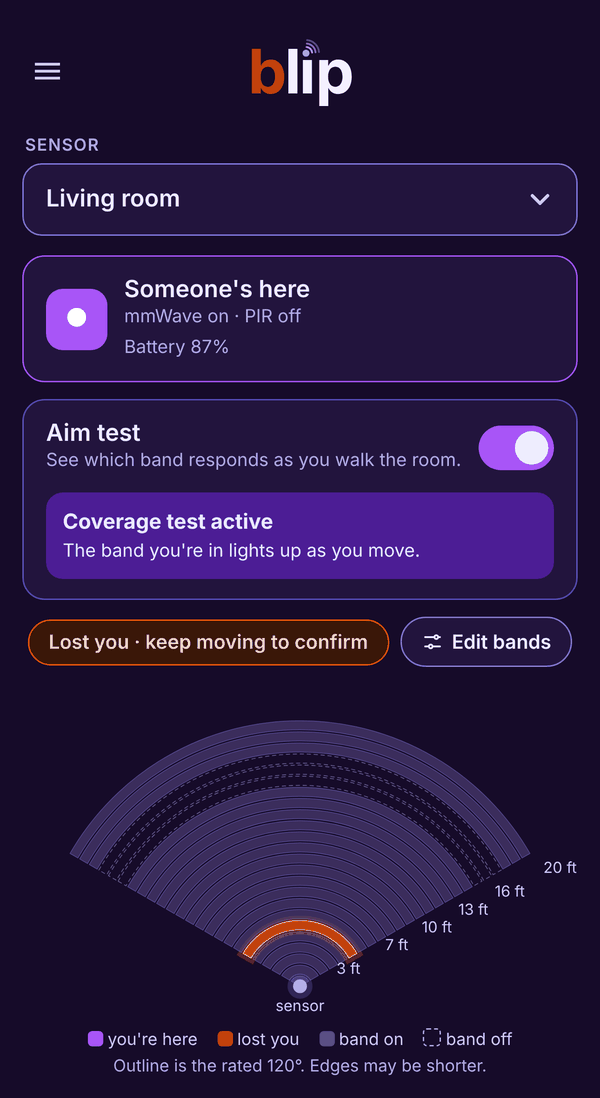 blip
SENSOR
Living room
Someone's here
mmWave on · PIR off
Battery 87%
Aim test
See which band responds as you walk the room.
Coverage test active
The band you're in lights up as you move.
Lost you · keep moving to confirm
Edit bands
20 ft
16 ft
13 ft
10 ft
7 ft
3 ft
sensor
you're here
lost you
band on
band off
Outline is the rated 120°. Edges may be shorter.